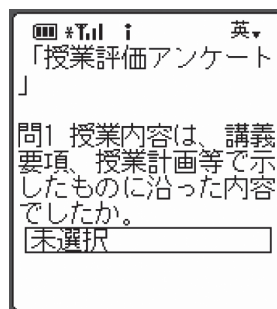 英▼
「授業評価アンケート
」
問1 授業内容は、講義
要項、授業計画等で示
したものに沿った内容
でしたか。
未選択